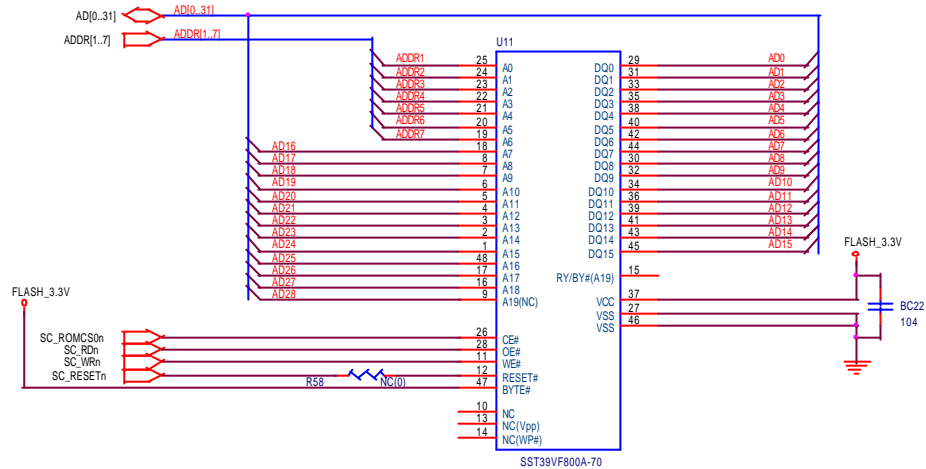 AD[0..31] AD[0..31]
ADDR[1..7] ADDR[1..7]
U11
ADDR1 25 A0 DQ0 29 AD0
ADDR2 24 A1 DQ1 31 AD1
ADDR3 23 A2 DQ2 33 AD2
ADDR4 22 A3 DQ3 35 AD3
ADDR5 21 A4 DQ4 38 AD4
ADDR6 20 A5 DQ5 40 AD5
ADDR7 19 A6 DQ6 42 AD6
AD16 18 A7 DQ7 44 AD7
AD17 8 A8 DQ8 30 AD8
AD18 7 A9 DQ9 32 AD9
AD19 6 A10 DQ10 34 AD10
AD20 5 A11 DQ11 36 AD11
AD21 4 A12 DQ12 39 AD12
AD22 3 A13 DQ13 41 AD13
AD23 2 A14 DQ14 43 AD14
AD24 1 A15 DQ15 45 AD15
FLASH_3.3V
AD25 48 A16
AD26 17 A17 RY/BY#(A19) 15
AD27 16 A18
AD28 9 A19(NC) VCC 37
FLASH_3.3V
VSS 27
VSS 46
BC22
104
SC_ROMCS0n 26 CE#
SC_RDn 28 OE#
SC_WRn 11 WE#
SC_RESETn 12 RESET#
R58 NC(0) 47 BYTE#
10 NC
13 NC(Vpp)
14 NC(WP#)
SST39VF800A-70